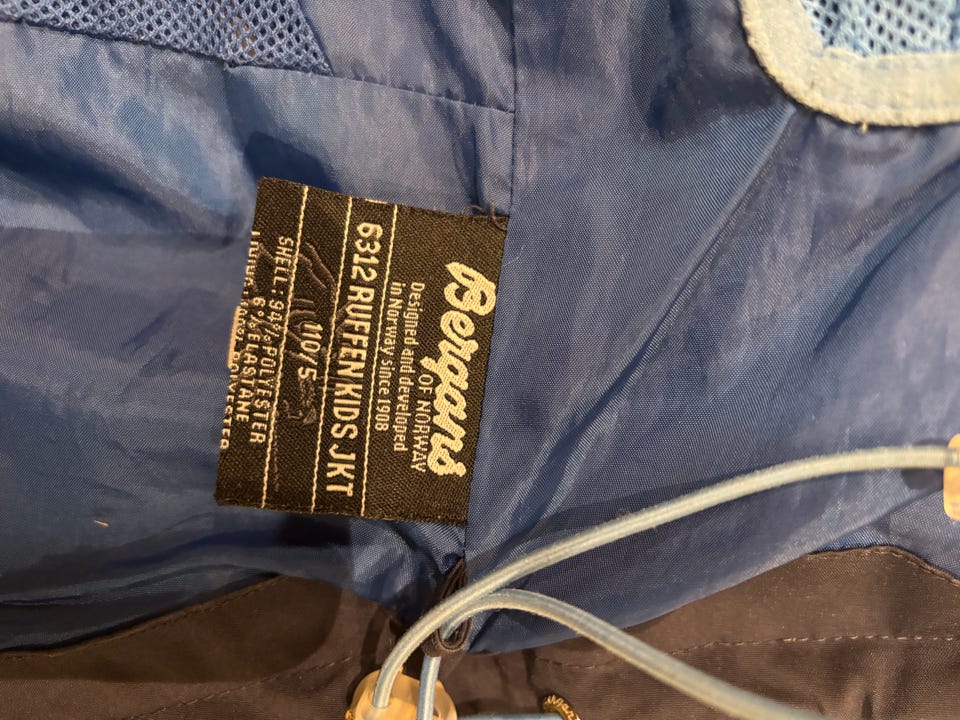 Bergans
OF NORWAY
Designed and developed
in Norway since 1908
6312 RUFFEN KIDS JKT
110/5
SHELL: 94% POLYESTER
6% ELASTANE
POLYESTER